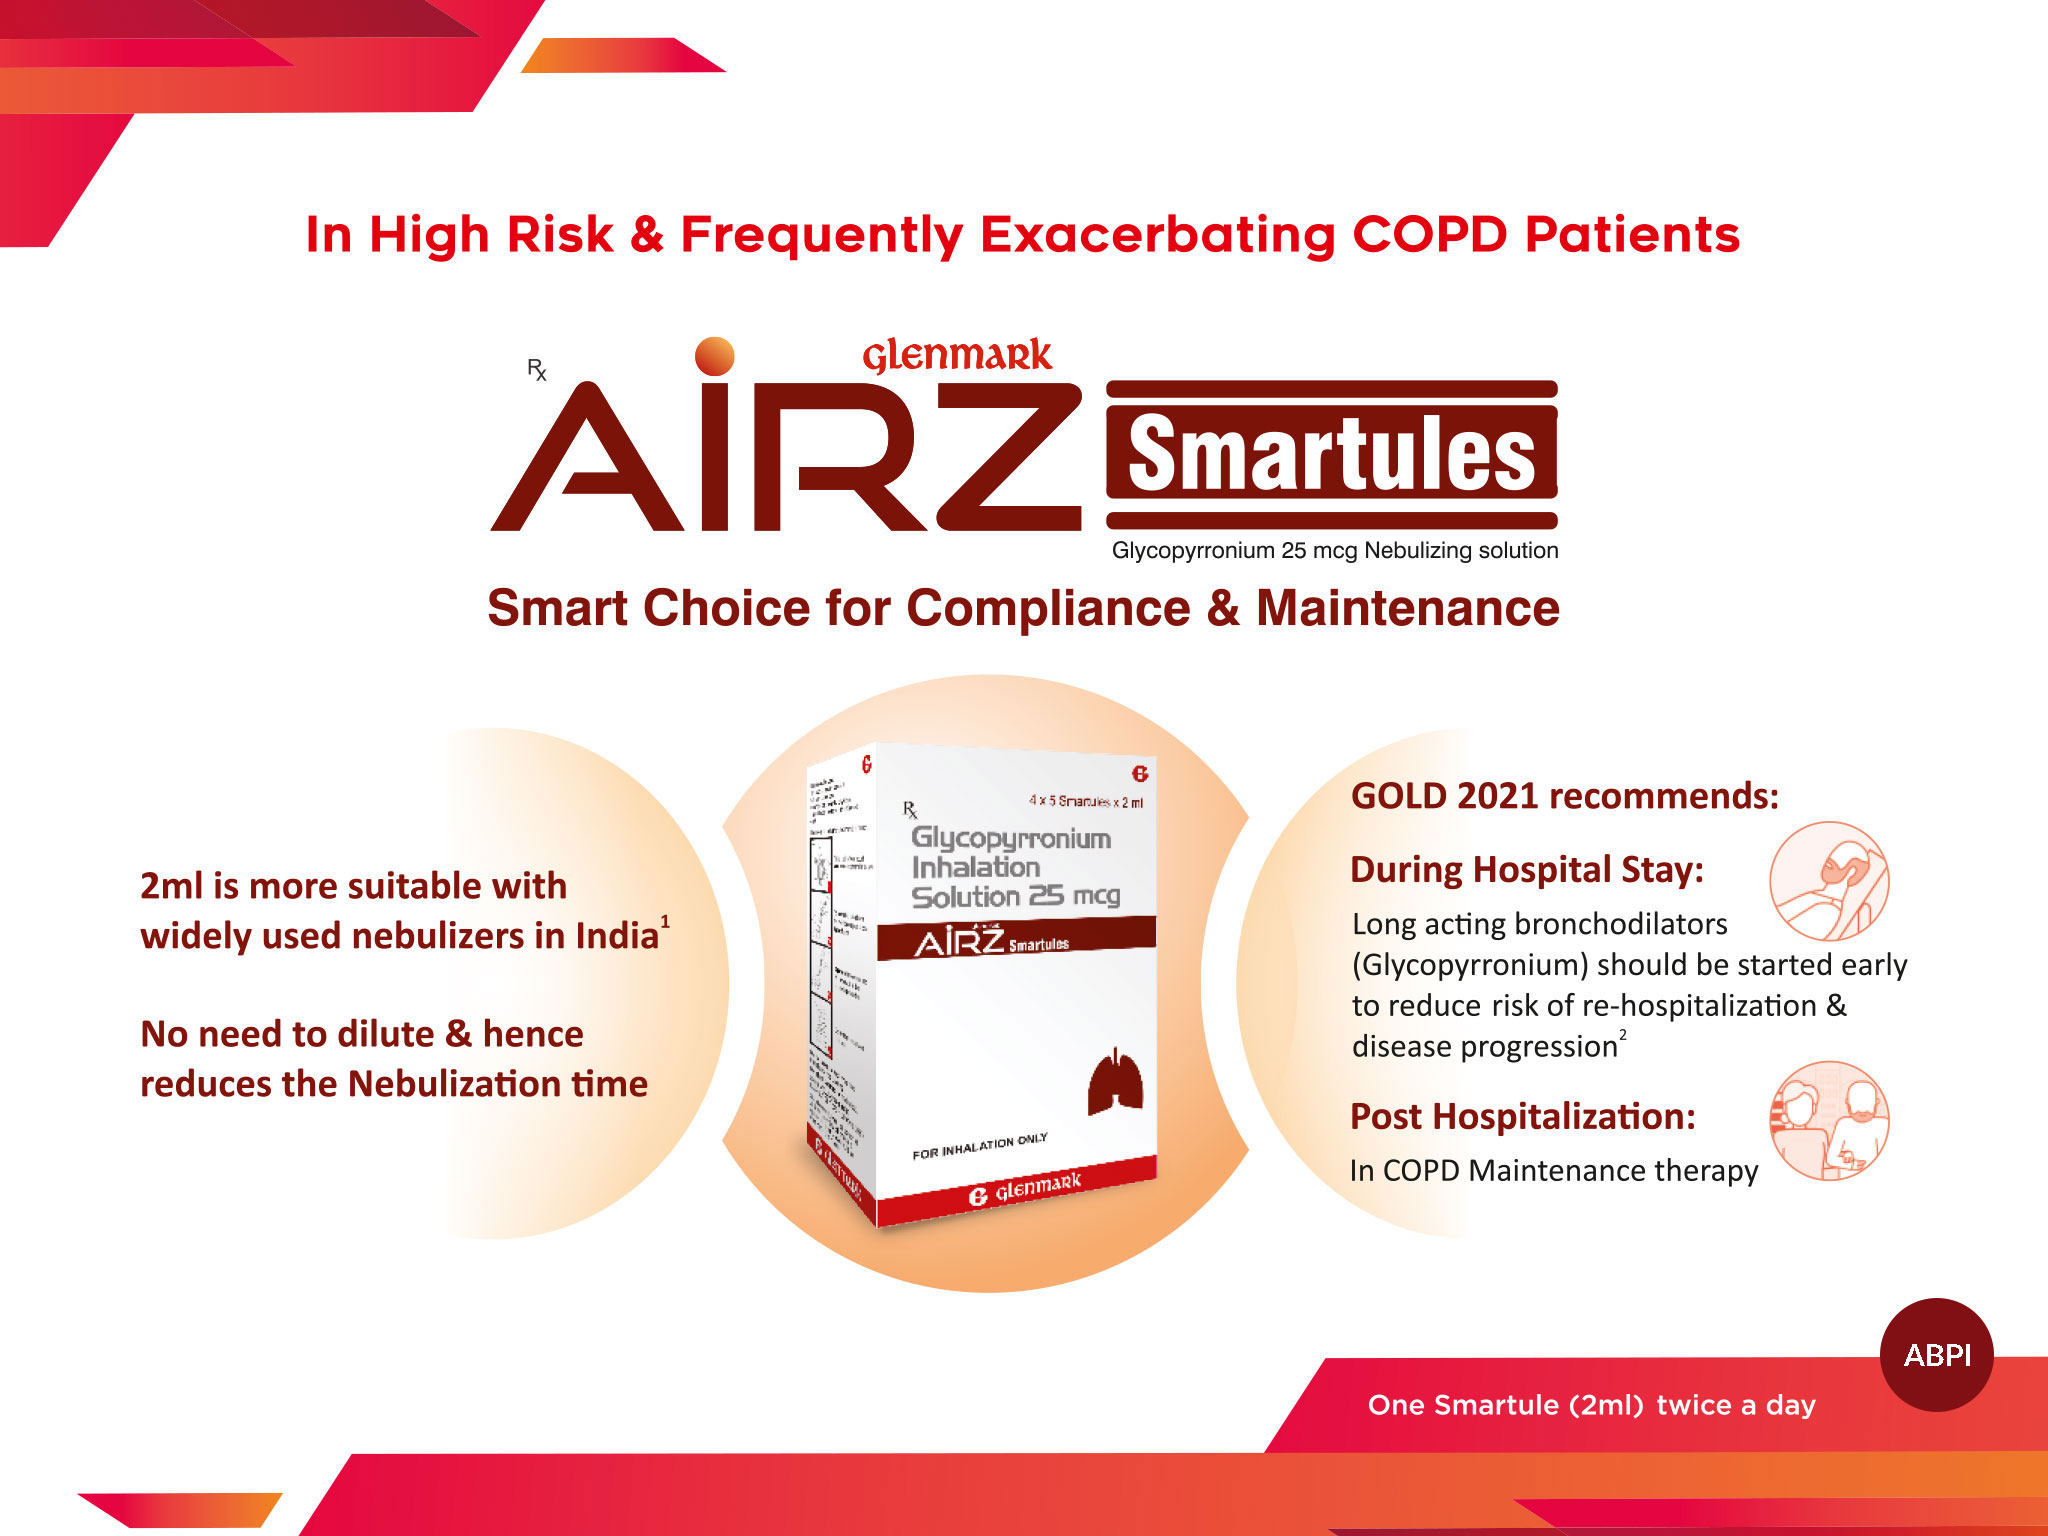 In High Risk & Frequently Exacerbating COPD Patients
Rx
Glenmark
AIRZ Smartules
Glycopyrronium 25 mcg Nebulizing solution
Smart Choice for Compliance & Maintenance
2ml is more suitable with
widely used nebulizers in India1
No need to dilute & hence
reduces the Nebulization time
4 x 5 Smartules x 2 ml
Rx
Glycopyrronium
Inhalation
Solution 25 mcg
AIRZ Smartules
FOR INHALATION ONLY
Glenmark
GOLD 2021 recommends:
During Hospital Stay:
Long acting bronchodilators
(Glycopyrronium) should be started early
to reduce risk of re-hospitalization &
disease progression2
Post Hospitalization:
In COPD Maintenance therapy
ABPI
One Smartule (2ml) twice a day